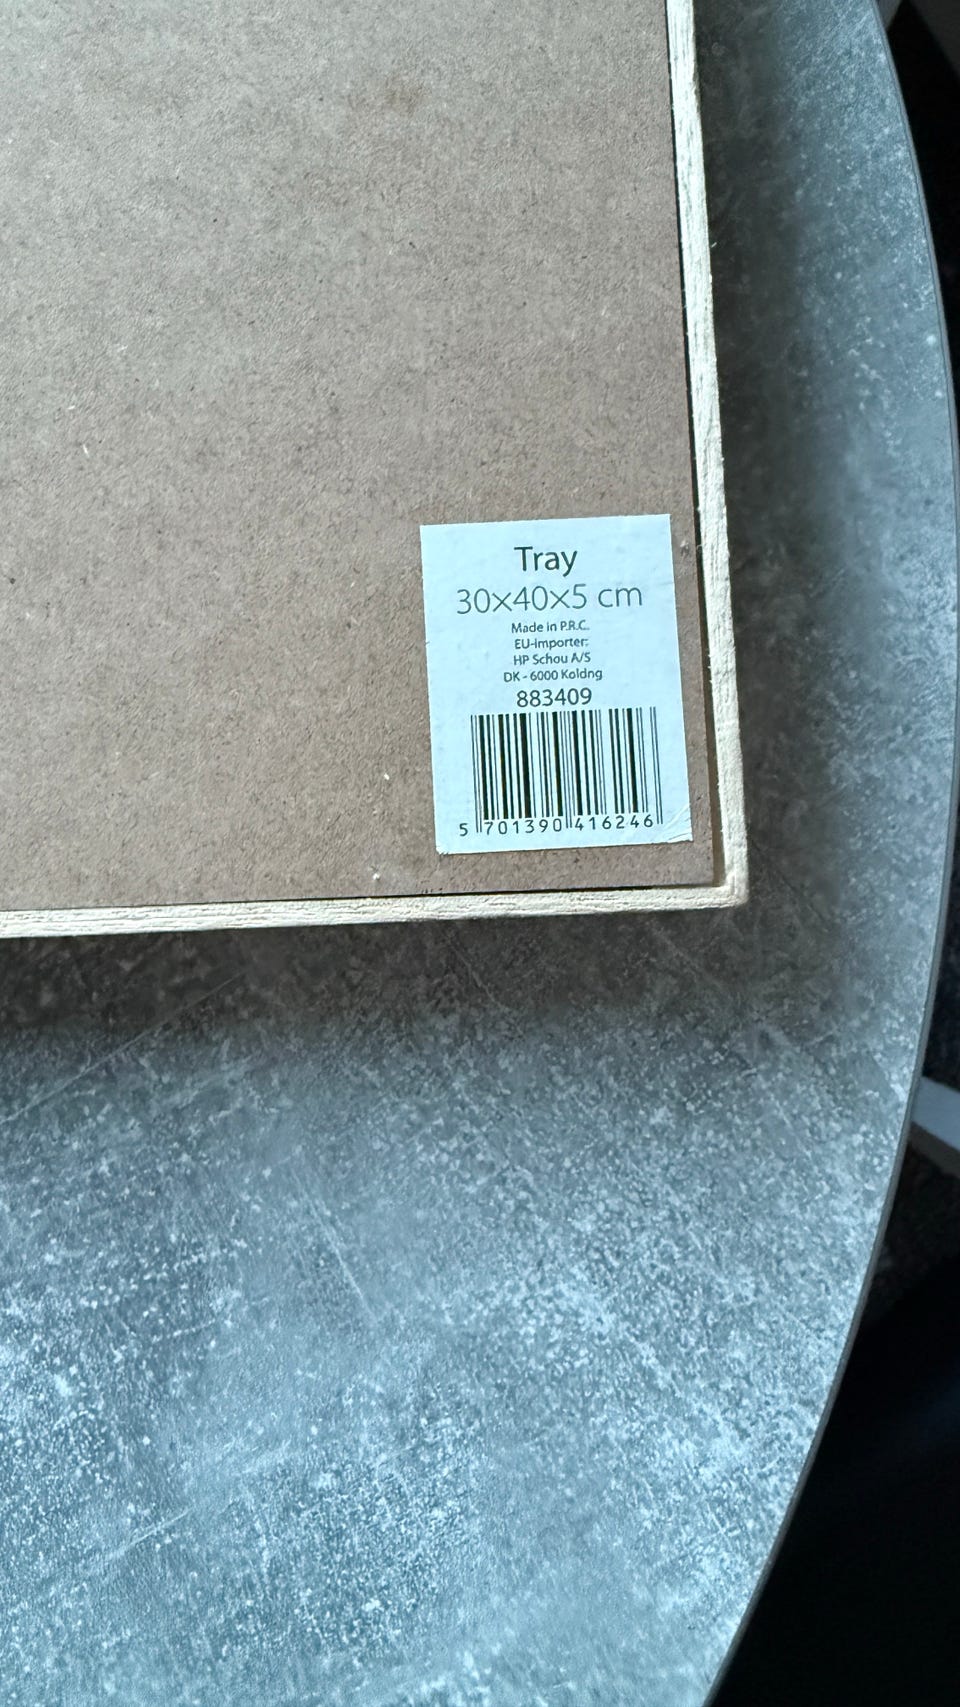 Tray
30x40x5 cm
Made in P.R.C.
EU-importer:
HP Schou A/S
DK - 6000 Koldng
883409
5 701390 416246